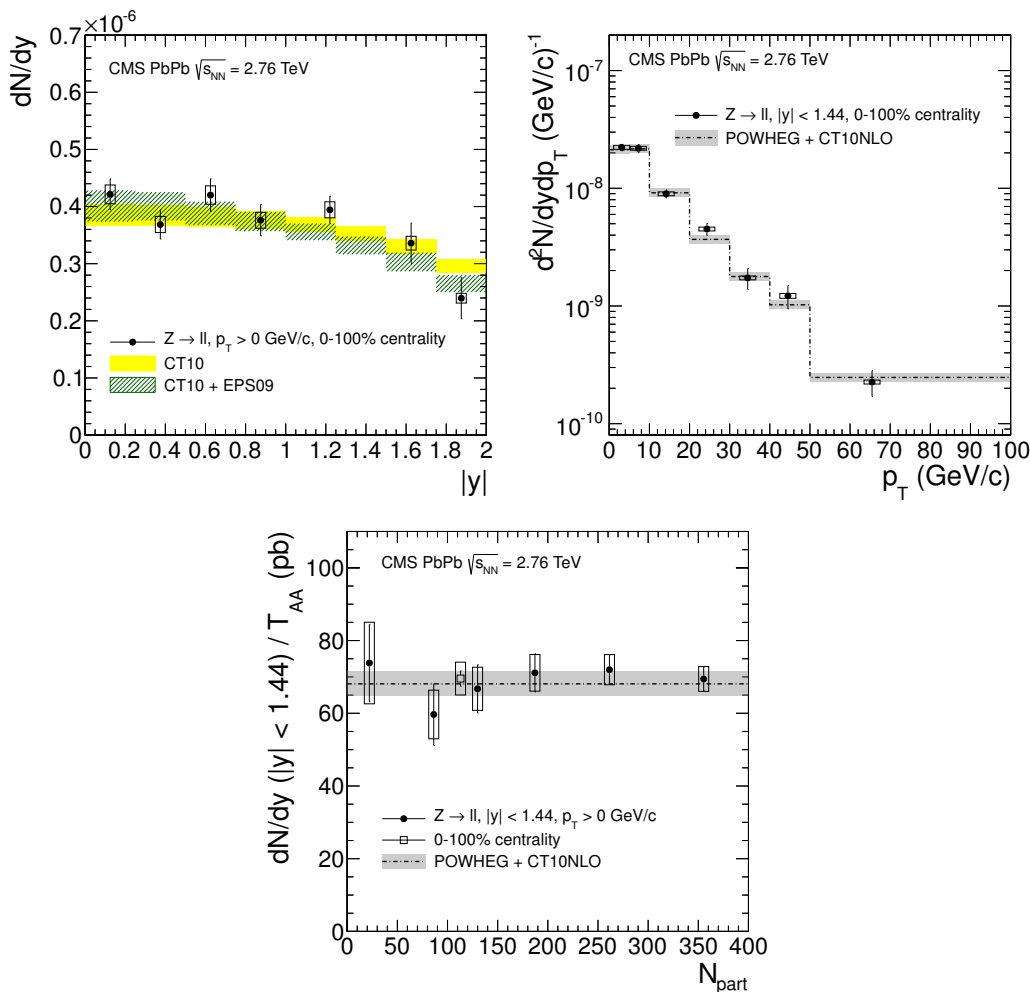 ×10⁻⁶
dN/dy
0.7
0.6
0.5
0.4
0.3
0.2
0.1
0
CMS PbPb √s_NN = 2.76 TeV
Z → ll, p_T > 0 GeV/c, 0-100% centrality
CT10
CT10 + EPS09
0 0.2 0.4 0.6 0.8 1 1.2 1.4 1.6 1.8 2
|y|
d²N/dydp_T (GeV/c)⁻¹
10⁻⁷
10⁻⁸
10⁻⁹
10⁻¹⁰
CMS PbPb √s_NN = 2.76 TeV
Z → ll, |y| < 1.44, 0-100% centrality
POWHEG + CT10NLO
0 10 20 30 40 50 60 70 80 90 100
p_T (GeV/c)
dN/dy (|y| < 1.44) / T_AA (pb)
100
80
60
40
20
0
CMS PbPb √s_NN = 2.76 TeV
Z → ll, |y| < 1.44, p_T > 0 GeV/c
0-100% centrality
POWHEG + CT10NLO
0 50 100 150 200 250 300 350 400
N_part